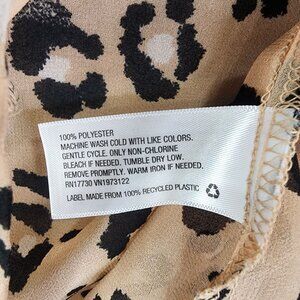 100% POLYESTER
MACHINE WASH COLD WITH LIKE COLORS.
GENTLE CYCLE. ONLY NON-CHLORINE
BLEACH IF NEEDED. TUMBLE DRY LOW.
REMOVE PROMPTLY. WARM IRON IF NEEDED.
RN17730 VN1973122
LABEL MADE FROM 100% RECYCLED PLASTIC